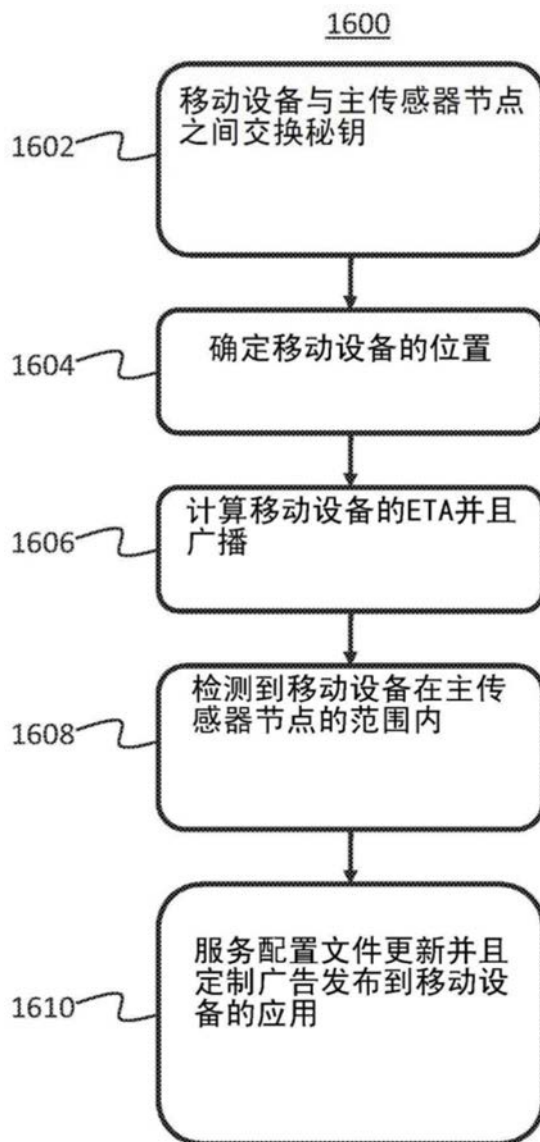 1600
移动设备与主传感器节点
之间交换秘钥
1602
确定移动设备的位置
1604
计算移动设备的ETA并且
广播
1606
检测到移动设备在主传
感器节点的范围内
1608
服务配置文件更新并且
定制广告发布到移动设
备的应用
1610